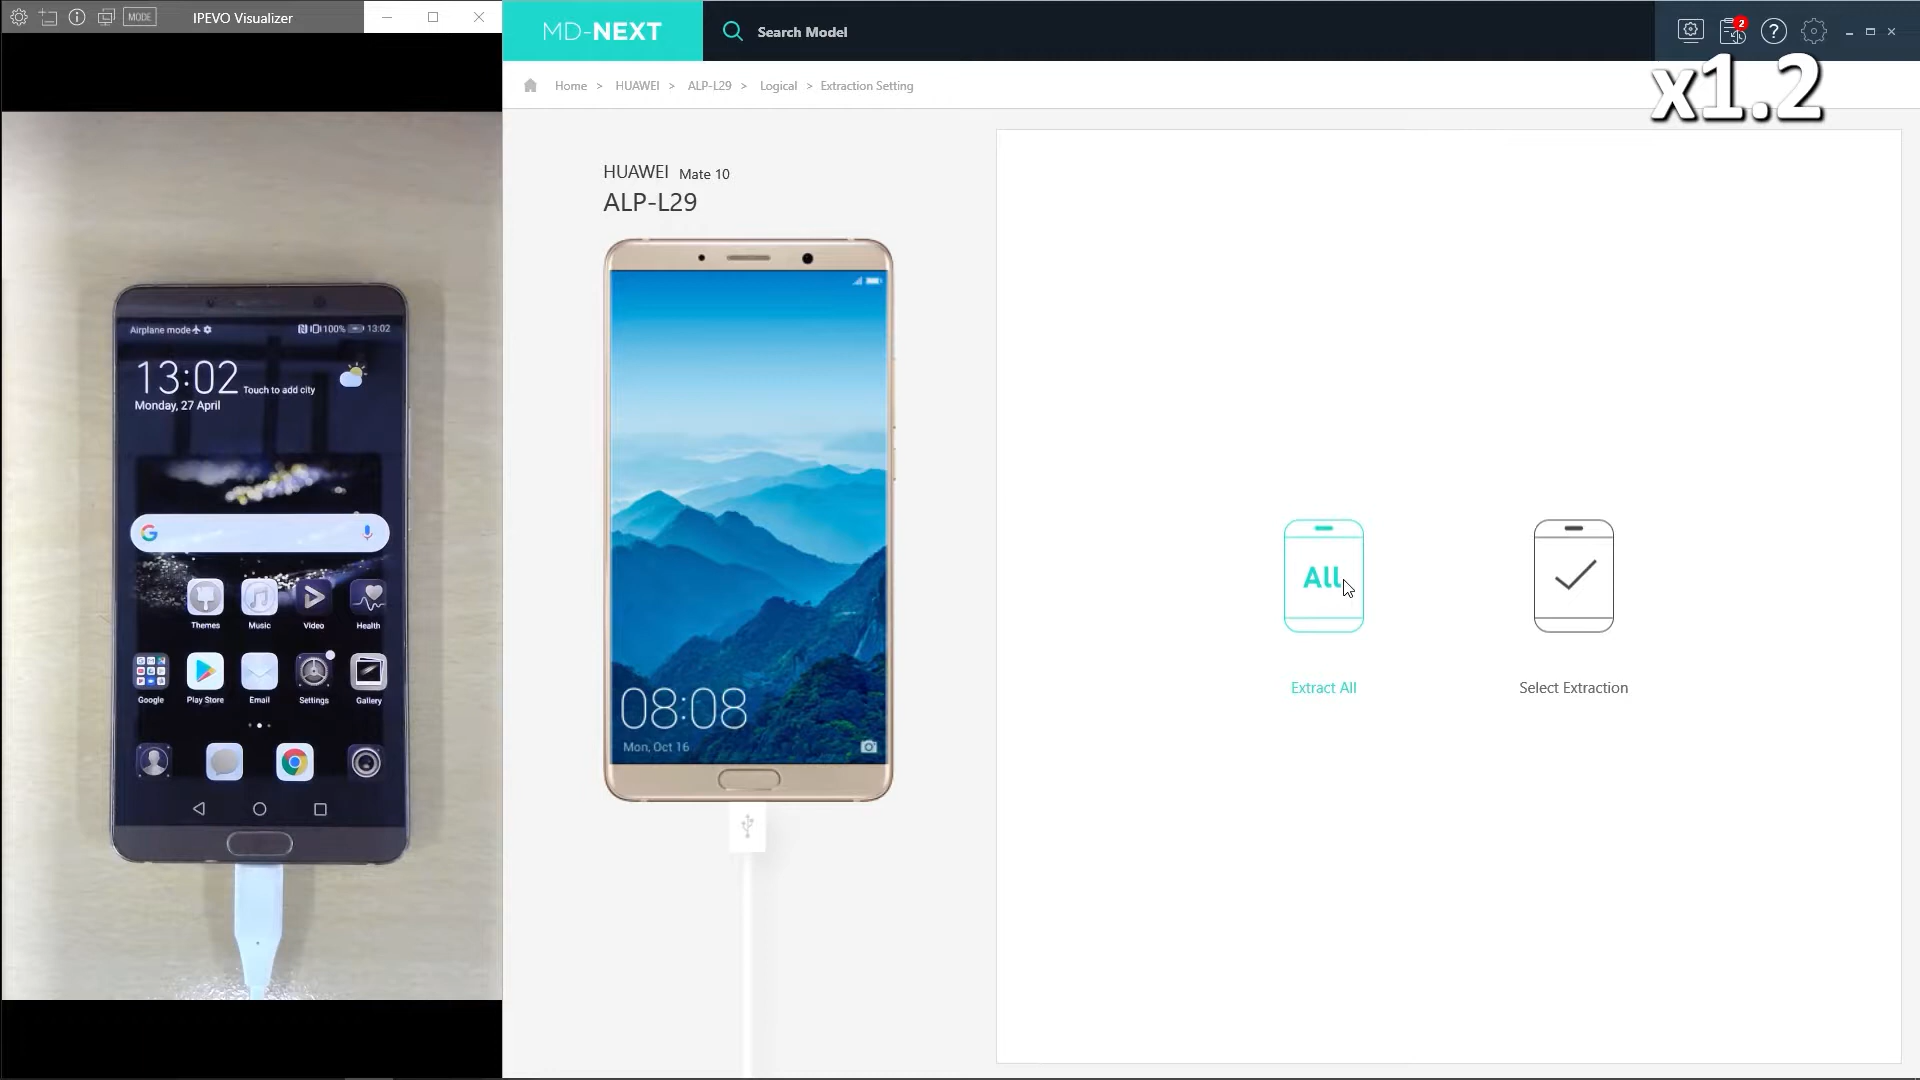 MODE
IPEVO Visualizer
MD-NEXT
Search Model
2
x1.2
Home > HUAWEI > ALP-L29 > Logical > Extraction Setting
HUAWEI Mate 10
ALP-L29
Airplane mode
100% 13:02
13:02
Touch to add city
Monday, 27 April
G
Themes
Music
Video
Health
Google
Play Store
Email
Settings
Gallery
08:08
Mon, Oct 16
All
Extract All
Select Extraction